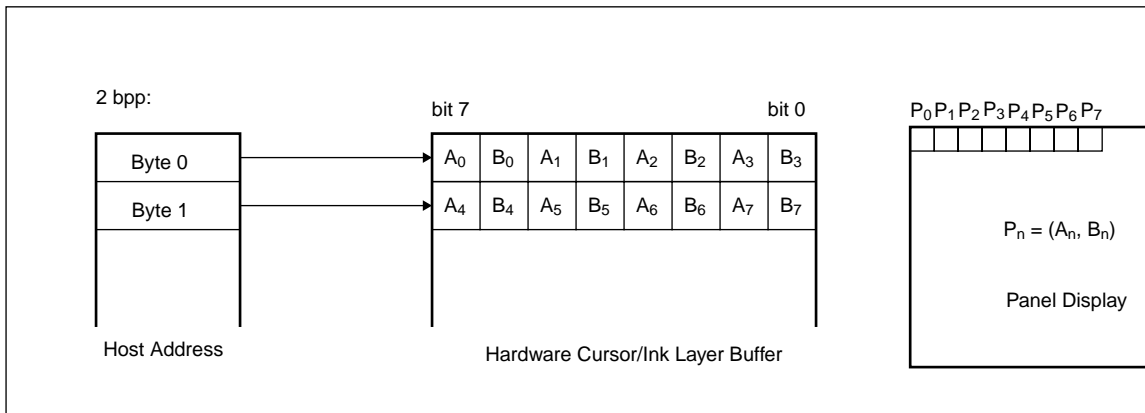 2 bpp:
bit 7 bit 0
P0 P1 P2 P3 P4 P5 P6 P7
Byte 0 A0 B0 A1 B1 A2 B2 A3 B3
Byte 1 A4 B4 A5 B5 A6 B6 A7 B7
Pn = (An, Bn)
Panel Display
Host Address
Hardware Cursor/Ink Layer Buffer